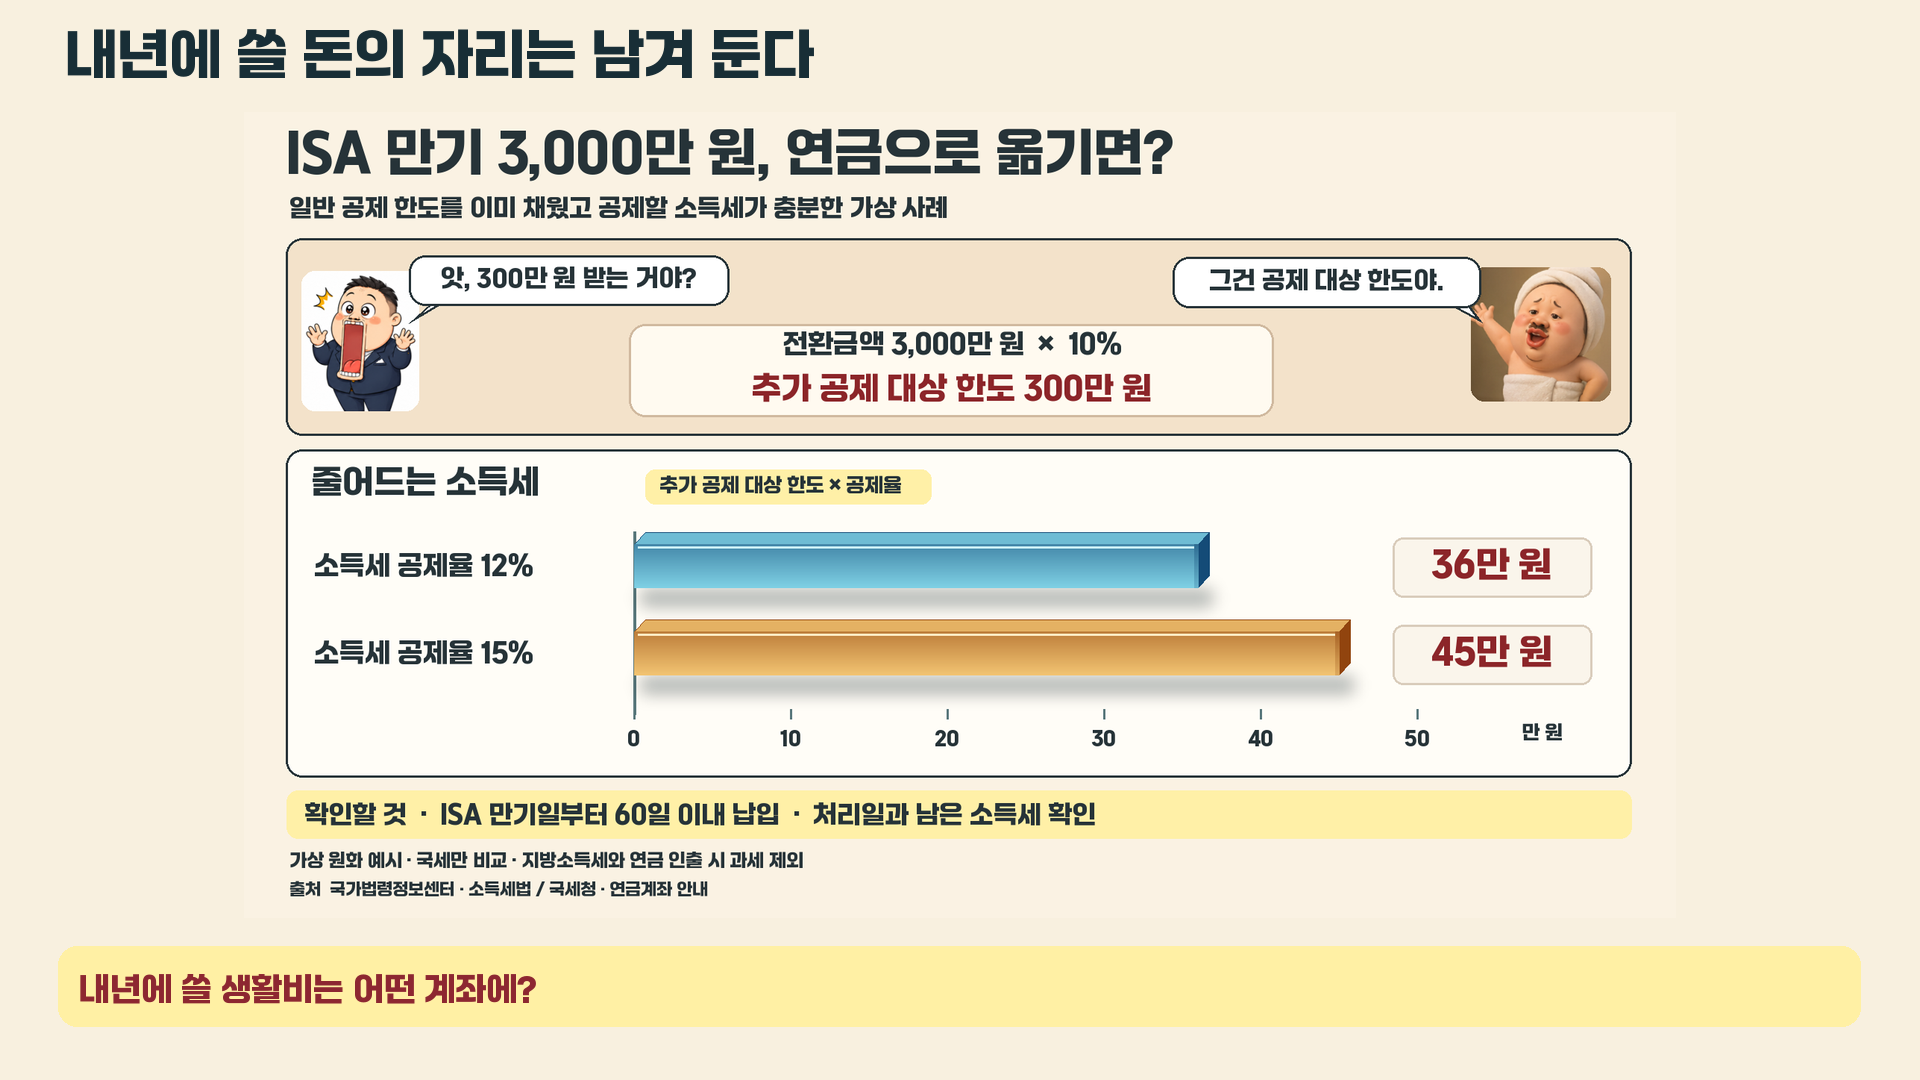 내년에 쓸 돈의 자리는 남겨 둔다
ISA 만기 3,000만 원, 연금으로 옮기면?
일반 공제 한도를 이미 채웠고 공제할 소득세가 충분한 가상 사례
앗, 300만 원 받는 거야?
그건 공제 대상 한도야.
전환금액 3,000만 원 × 10%
추가 공제 대상 한도 300만 원
줄어드는 소득세
추가 공제 대상 한도 × 공제율
소득세 공제율 12%
36만 원
소득세 공제율 15%
45만 원
0 10 20 30 40 50 만 원
확인할 것 · ISA 만기일부터 60일 이내 납입 · 처리일과 남은 소득세 확인
가상 원화 예시 · 국세만 비교 · 지방소득세와 연금 인출 시 과세 제외
출처 국가법령정보센터 · 소득세법 / 국세청 · 연금계좌 안내
내년에 쓸 생활비는 어떤 계좌에?